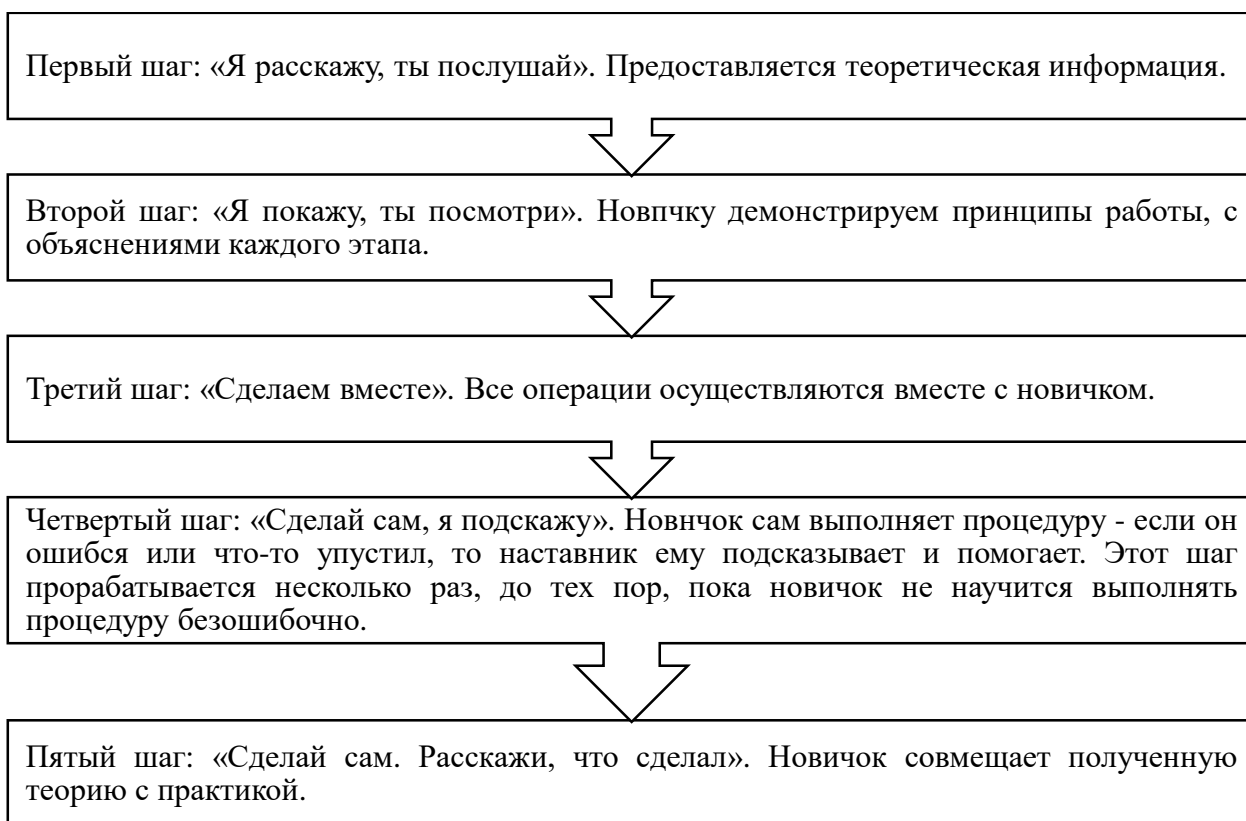 Первый шаг: «Я расскажу, ты послушай». Предоставляется теоретическая информация.
Второй шаг: «Я покажу, ты посмотри». Новпчку демонстрируем принципы работы, с
объяснениями каждого этапа.
Третий шаг: «Сделаем вместе». Все операции осуществляются вместе с новичком.
Четвертый шаг: «Сделай сам, я подскажу». Новнчок сам выполняет процедуру - если он
ошибся или что-то упустил, то наставник ему подсказывает и помогает. Этот шаг
прорабатывается несколько раз, до тех пор, пока новичок не научится выполнять
процедуру безошибочно.
Пятый шаг: «Сделай сам. Расскажи, что сделал». Новичок совмещает полученную
теорию с практикой.